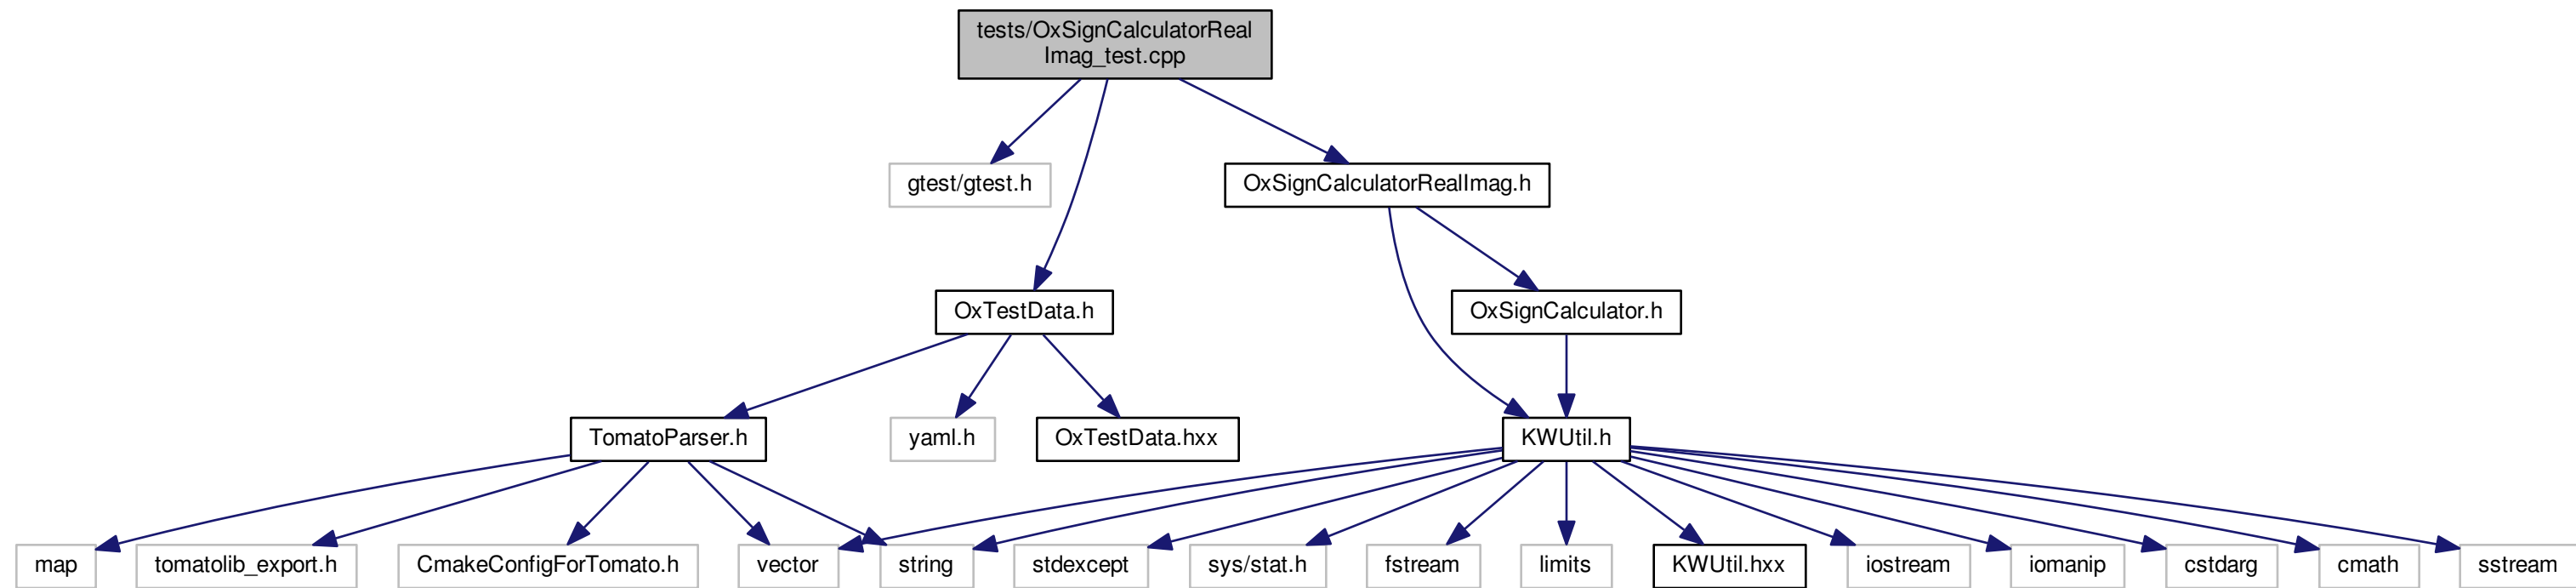 tests/OxSignCalculatorReal
Imag_test.cpp
gtest/gtest.h
OxSignCalculatorRealImag.h
OxTestData.h
OxSignCalculator.h
TomatoParser.h
yaml.h
OxTestData.hxx
KWUtil.h
map
tomatolib_export.h
CmakeConfigForTomato.h
vector
string
stdexcept
sys/stat.h
fstream
limits
KWUtil.hxx
iostream
iomanip
cstdarg
cmath
sstream